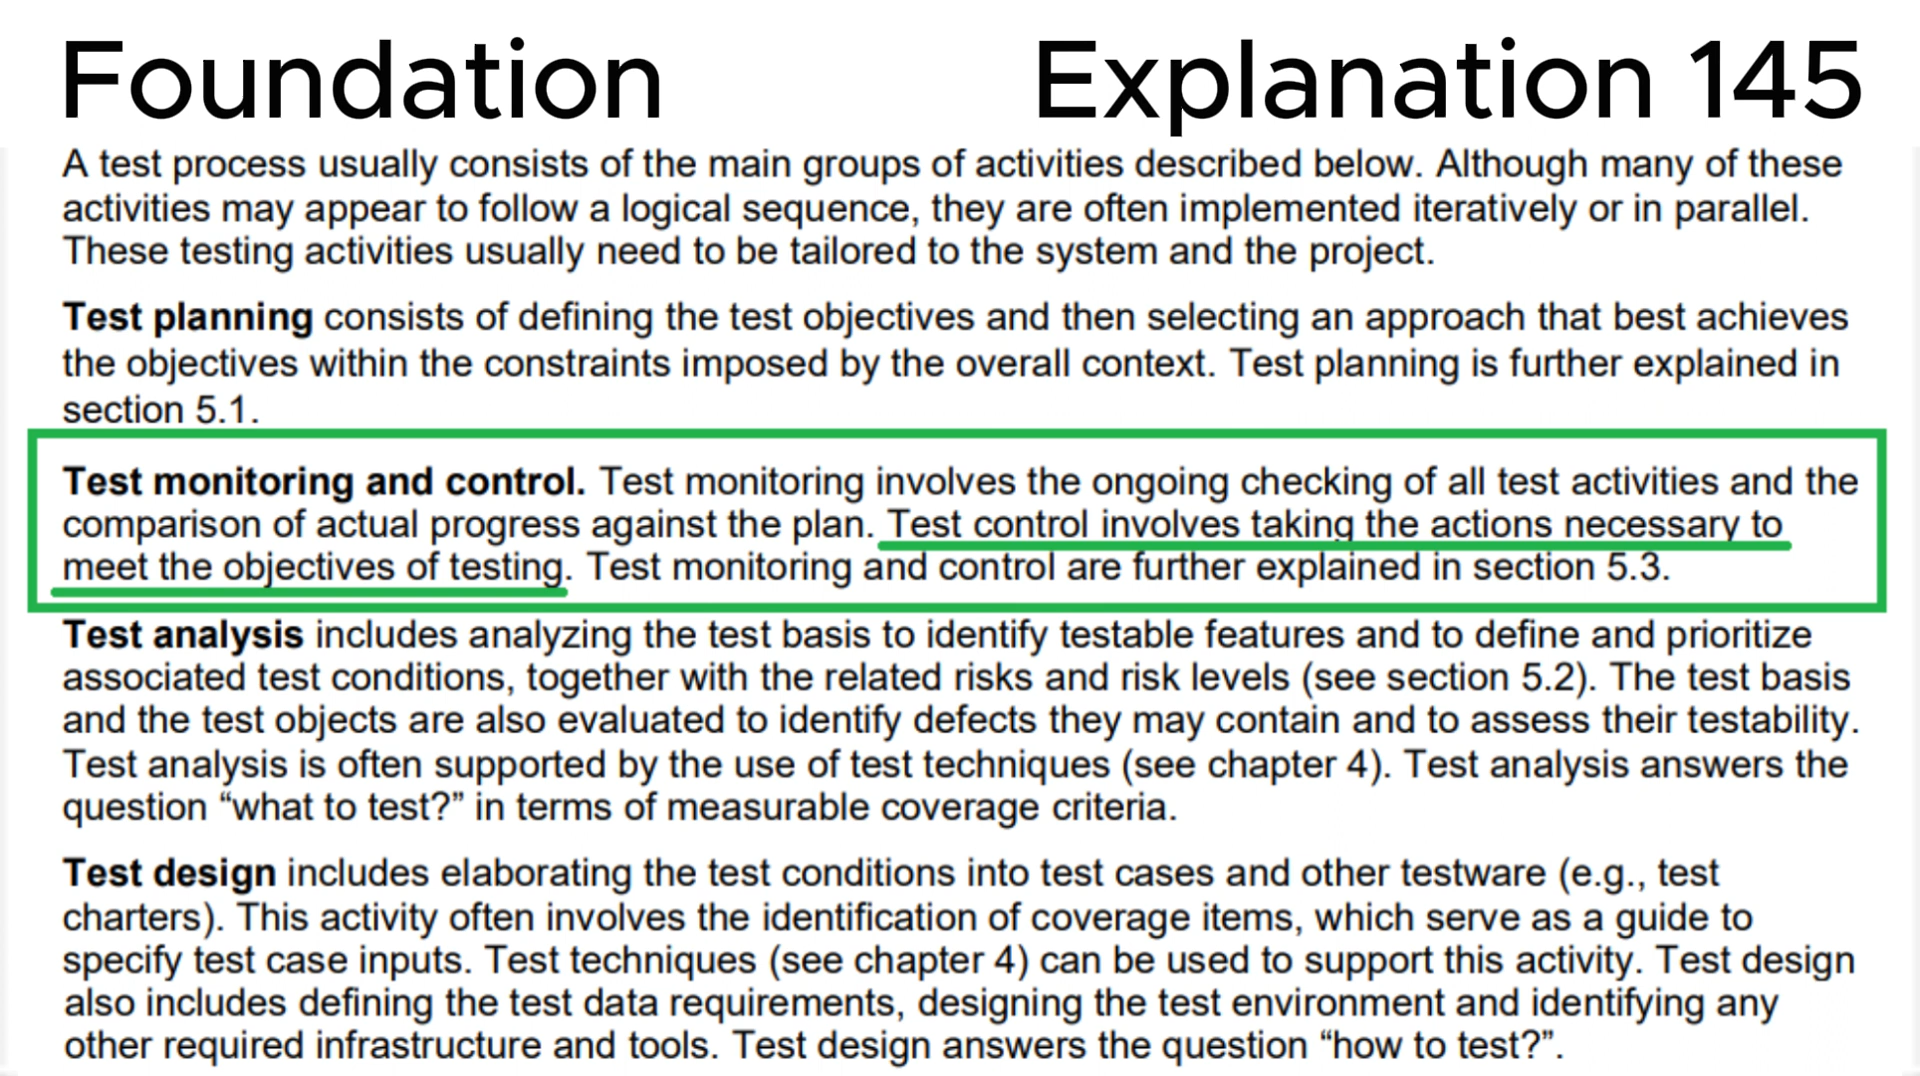 Foundation
Explanation 145
A test process usually consists of the main groups of activities described below. Although many of these
activities may appear to follow a logical sequence, they are often implemented iteratively or in parallel.
These testing activities usually need to be tailored to the system and the project.
Test planning consists of defining the test objectives and then selecting an approach that best achieves
the objectives within the constraints imposed by the overall context. Test planning is further explained in
section 5.1.
Test monitoring and control. Test monitoring involves the ongoing checking of all test activities and the
comparison of actual progress against the plan. Test control involves taking the actions necessary to
meet the objectives of testing. Test monitoring and control are further explained in section 5.3.
Test analysis includes analyzing the test basis to identify testable features and to define and prioritize
associated test conditions, together with the related risks and risk levels (see section 5.2). The test basis
and the test objects are also evaluated to identify defects they may contain and to assess their testability.
Test analysis is often supported by the use of test techniques (see chapter 4). Test analysis answers the
question “what to test?” in terms of measurable coverage criteria.
Test design includes elaborating the test conditions into test cases and other testware (e.g., test
charters). This activity often involves the identification of coverage items, which serve as a guide to
specify test case inputs. Test techniques (see chapter 4) can be used to support this activity. Test design
also includes defining the test data requirements, designing the test environment and identifying any
other required infrastructure and tools. Test design answers the question “how to test?”.